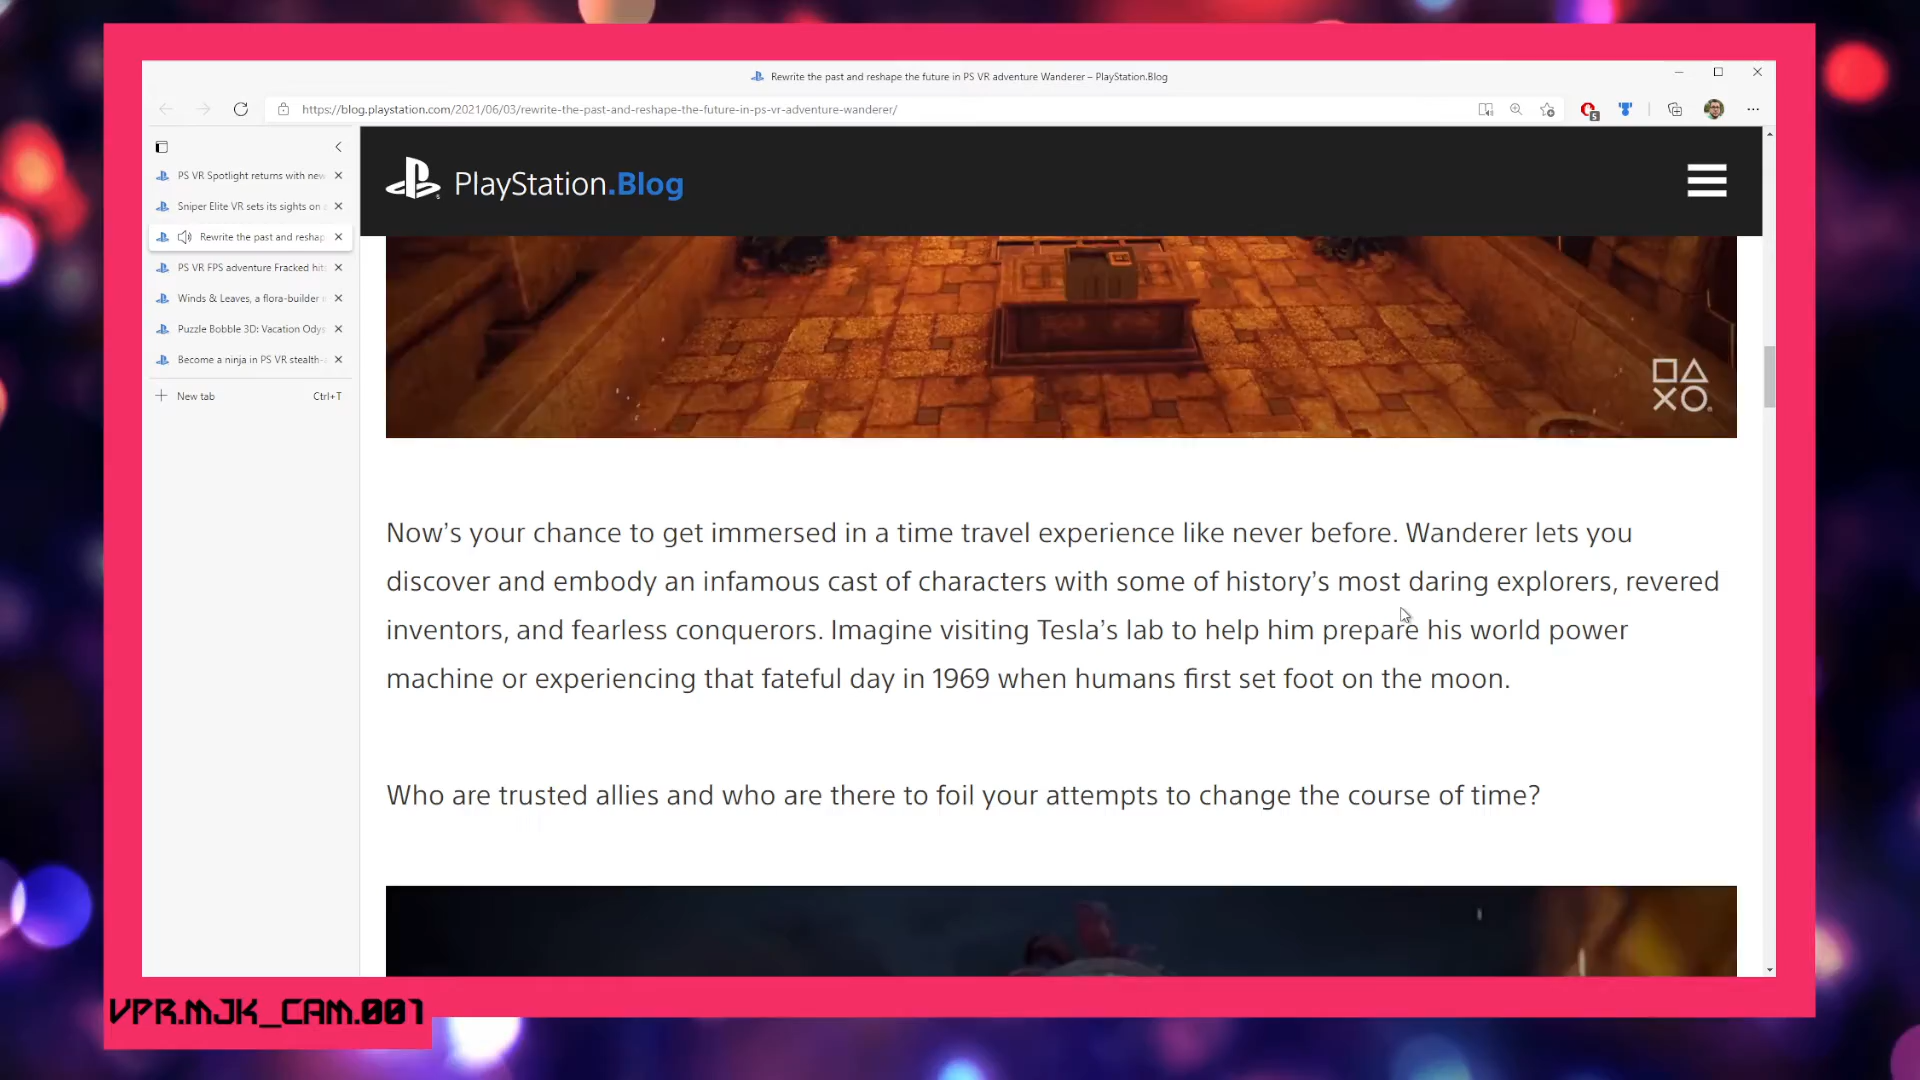 Rewrite the past and reshape the future in PS VR adventure Wanderer – PlayStation.Blog
https://blog.playstation.com/2021/06/03/rewrite-the-past-and-reshape-the-future-in-ps-vr-adventure-wanderer/
5
PS VR Spotlight returns with new
Sniper Elite VR sets its sights on
Rewrite the past and reshap
PS VR FPS adventure Fracked hits
Winds & Leaves, a flora-builder
Puzzle Bobble 3D: Vacation Ody
Become a ninja in PS VR stealth-
New tab Ctrl+T
PlayStation.Blog
Now’s your chance to get immersed in a time travel experience like never before. Wanderer lets you
discover and embody an infamous cast of characters with some of history’s most daring explorers, revered
inventors, and fearless conquerors. Imagine visiting Tesla’s lab to help him prepare his world power
machine or experiencing that fateful day in 1969 when humans first set foot on the moon.
Who are trusted allies and who are there to foil your attempts to change the course of time?
VPR.MJK_CAM.001